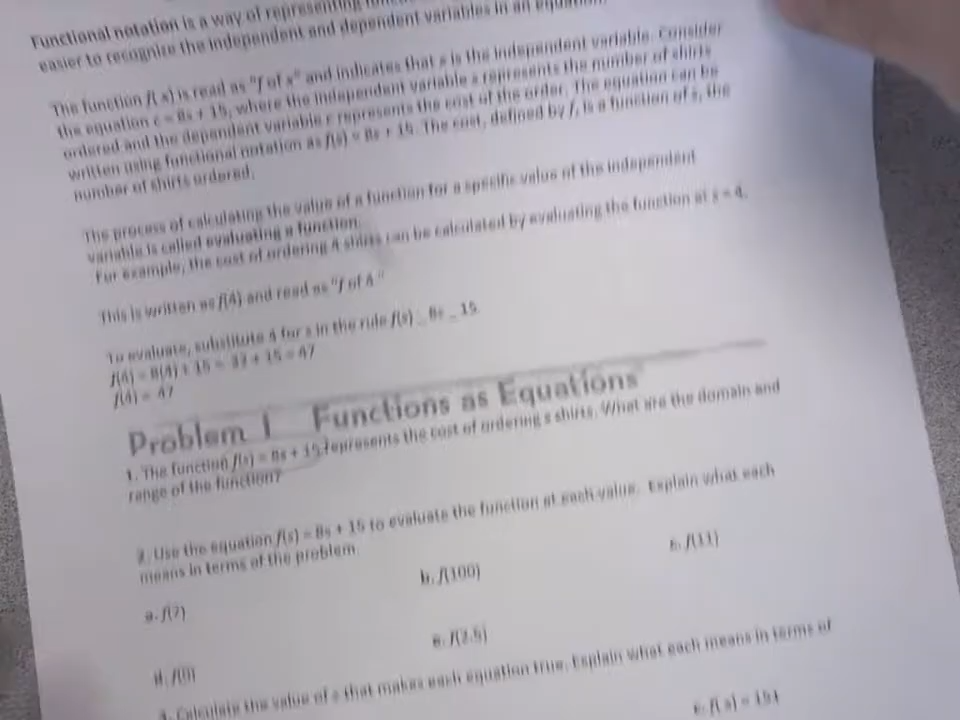 Functional notation is a way of representing
easier to recognize the independent and dependent variables in an equation.
The function f( s) is read as "f of s" and indicates that s is the independent variable. Consider
the equation c = 8s + 15, where the independent variable s represents the number of shirts
ordered and the dependent variable c represents the cost of the order. The equation can be
written using functional notation as f(s) = 8s + 15. The cost, defined by f, is a function of s, the
number of shirts ordered.
The process of calculating the value of a function for a specific value of the independent
variable is called evaluating a function.
For example, the cost of ordering 4 shirts can be calculated by evaluating the function at s = 4.
This is written as f(4) and read as "f of 4."
To evaluate, substitute 4 for s in the rule f(s) _ 8s _ 15.
f(4) = 8(4) + 15 = 32 + 15 = 47
f(4) = 47
Problem 1 Functions as Equations
1. The function f(s) = 8s + 15 represents the cost of ordering s shirts. What are the domain and
range of the function?
2. Use the equation f(s) = 8s + 15 to evaluate the function at each value. Explain what each
means in terms of the problem.
a. f(7)
b. f(100)
c. f(11)
d. f(0)
e. f(2.5)
3. Calculate the value of s that makes each equation true. Explain what each means in terms of
c. f( s) = 151